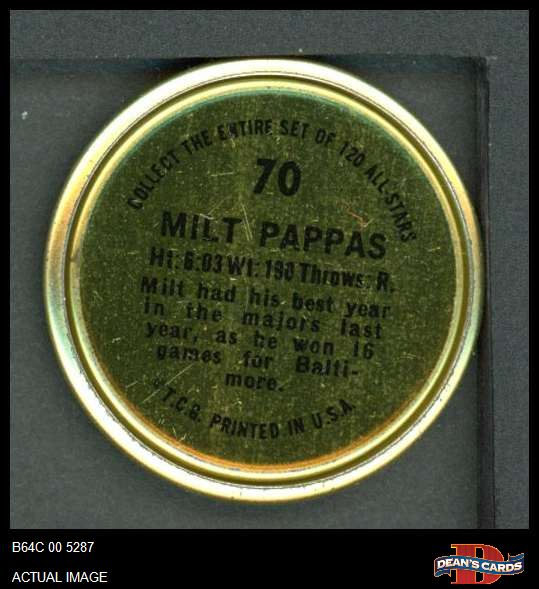 COLLECT THE ENTIRE SET OF 120 ALL-STARS
70
MILT PAPPAS
Ht: 6.03 Wt: 190 Throws: R.
Milt had his best year
in the majors last
year, as he won 16
games for Balti-
more.
© T.C.G. PRINTED IN U.S.A.
B64C 00 5287
ACTUAL IMAGE
B
DEAN'S CARDS